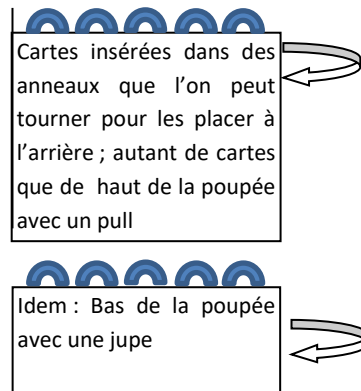 Cartes insérées dans des
anneaux que l’on peut
tourner pour les placer à
l’arrière ; autant de cartes
que de haut de la poupée
avec un pull
Idem : Bas de la poupée
avec une jupe